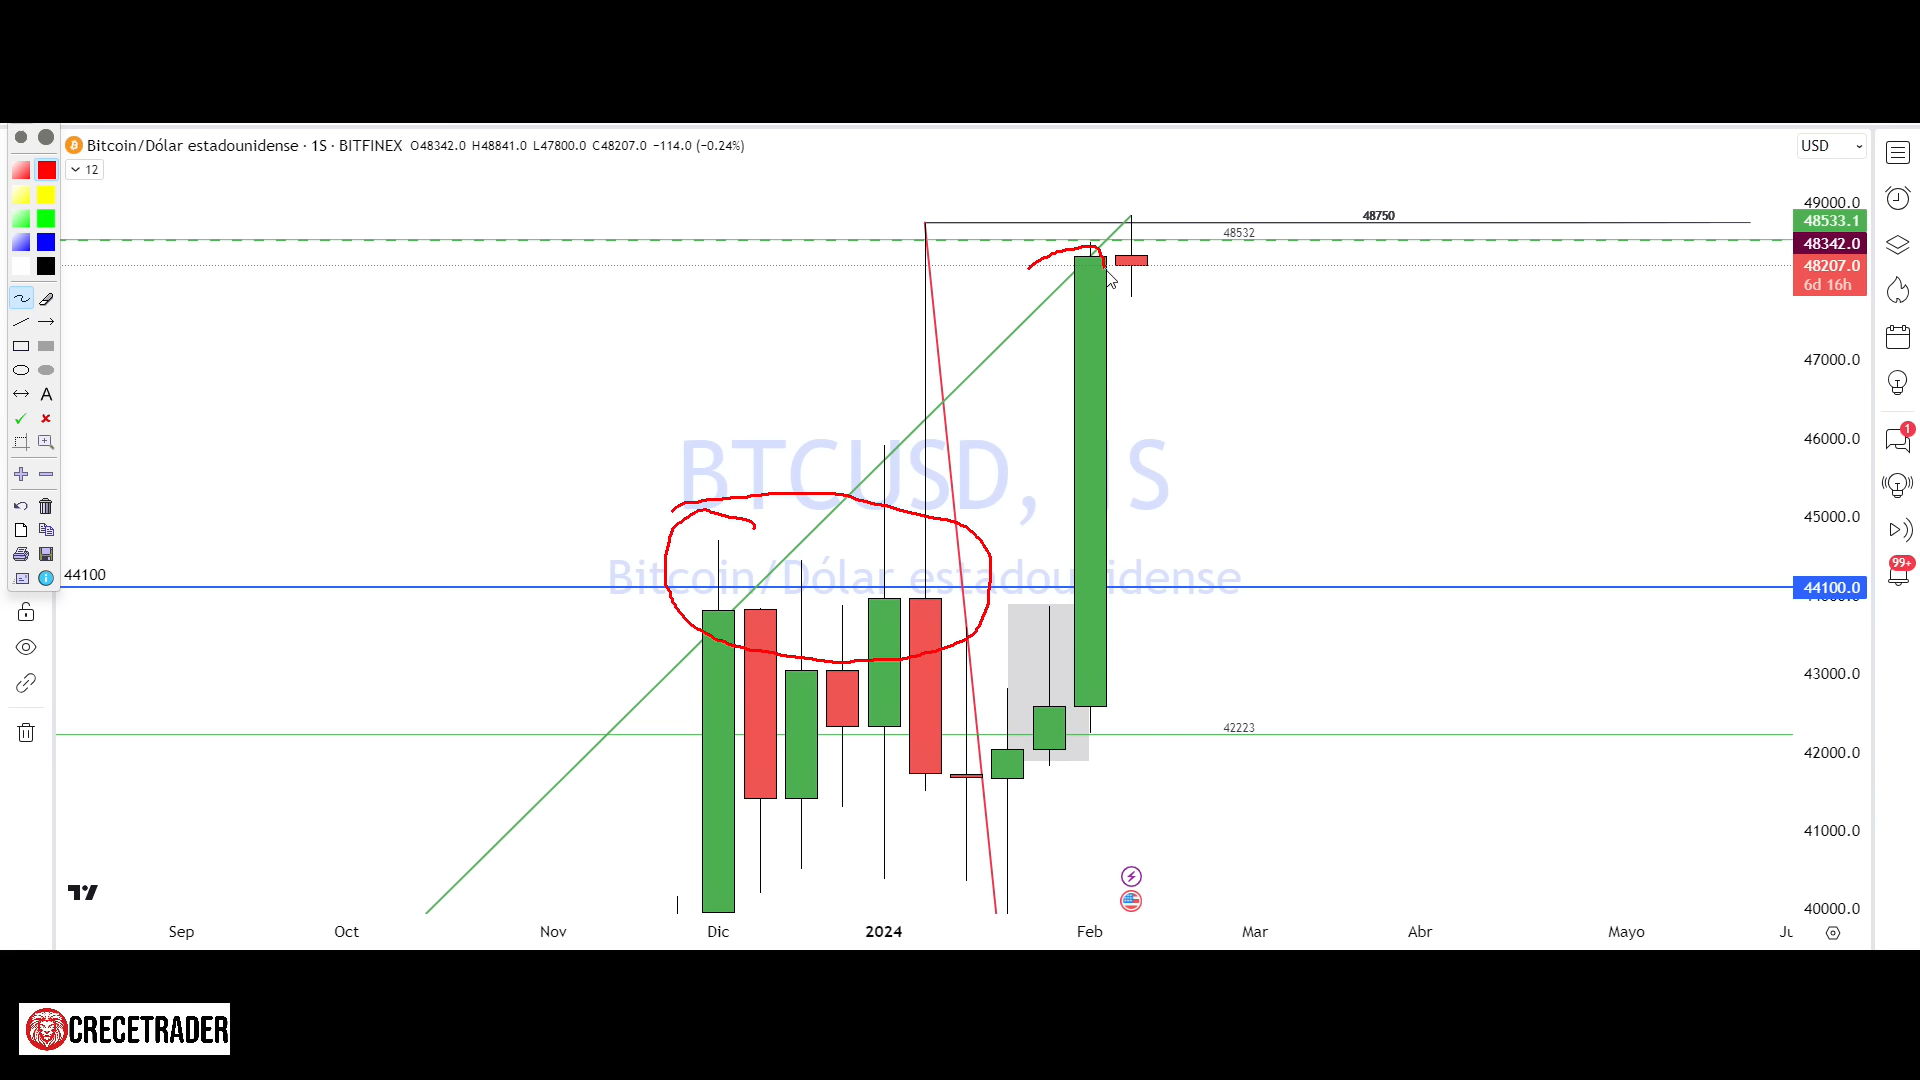 Bitcoin/Dólar estadounidense · 1S · BITFINEX O48342.0 H48841.0 L47800.0 C48207.0 −114.0 (−0.24%)
USD
12
49000.0
48750
48533.1
48532
48342.0
48207.0
6d 16h
47000.0
A
BTCUSD, 1S
46000.0
1
45000.0
99+
44100
Bitcoin/Dólar estadounidense
44100.0
43000.0
42223
42000.0
41000.0
40000.0
Sep Oct Nov Dic 2024 Feb Mar Abr Mayo
CRECETRADER